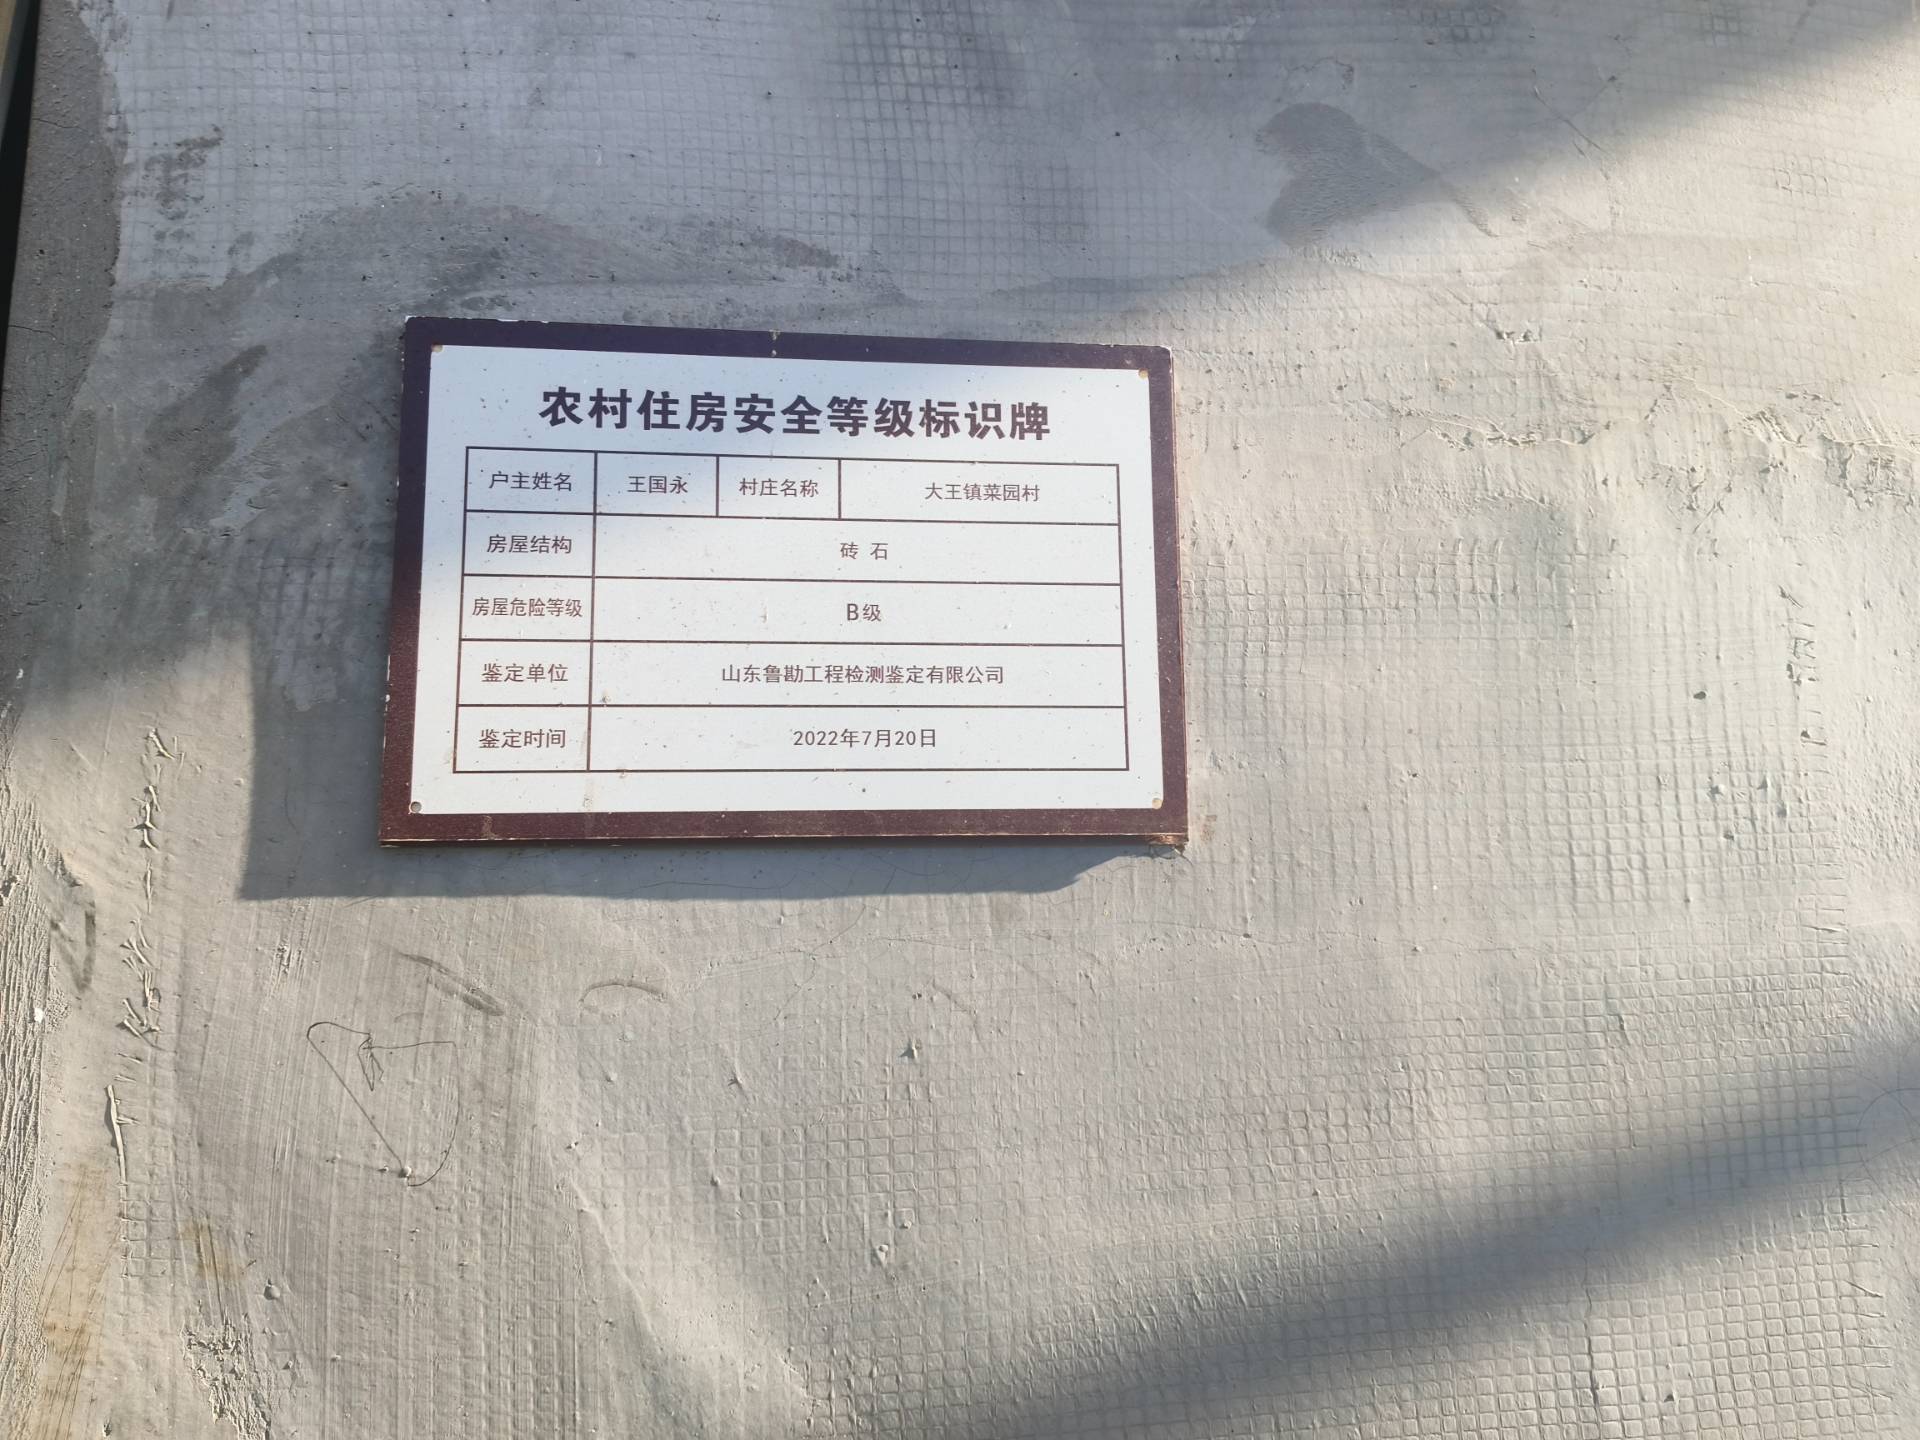 农村住房安全等级标识牌
户主姓名 王国永 村庄名称 大王镇菜园村
房屋结构 砖 石
房屋危险等级 B级
鉴定单位 山东鲁勘工程检测鉴定有限公司
鉴定时间 2022年7月20日